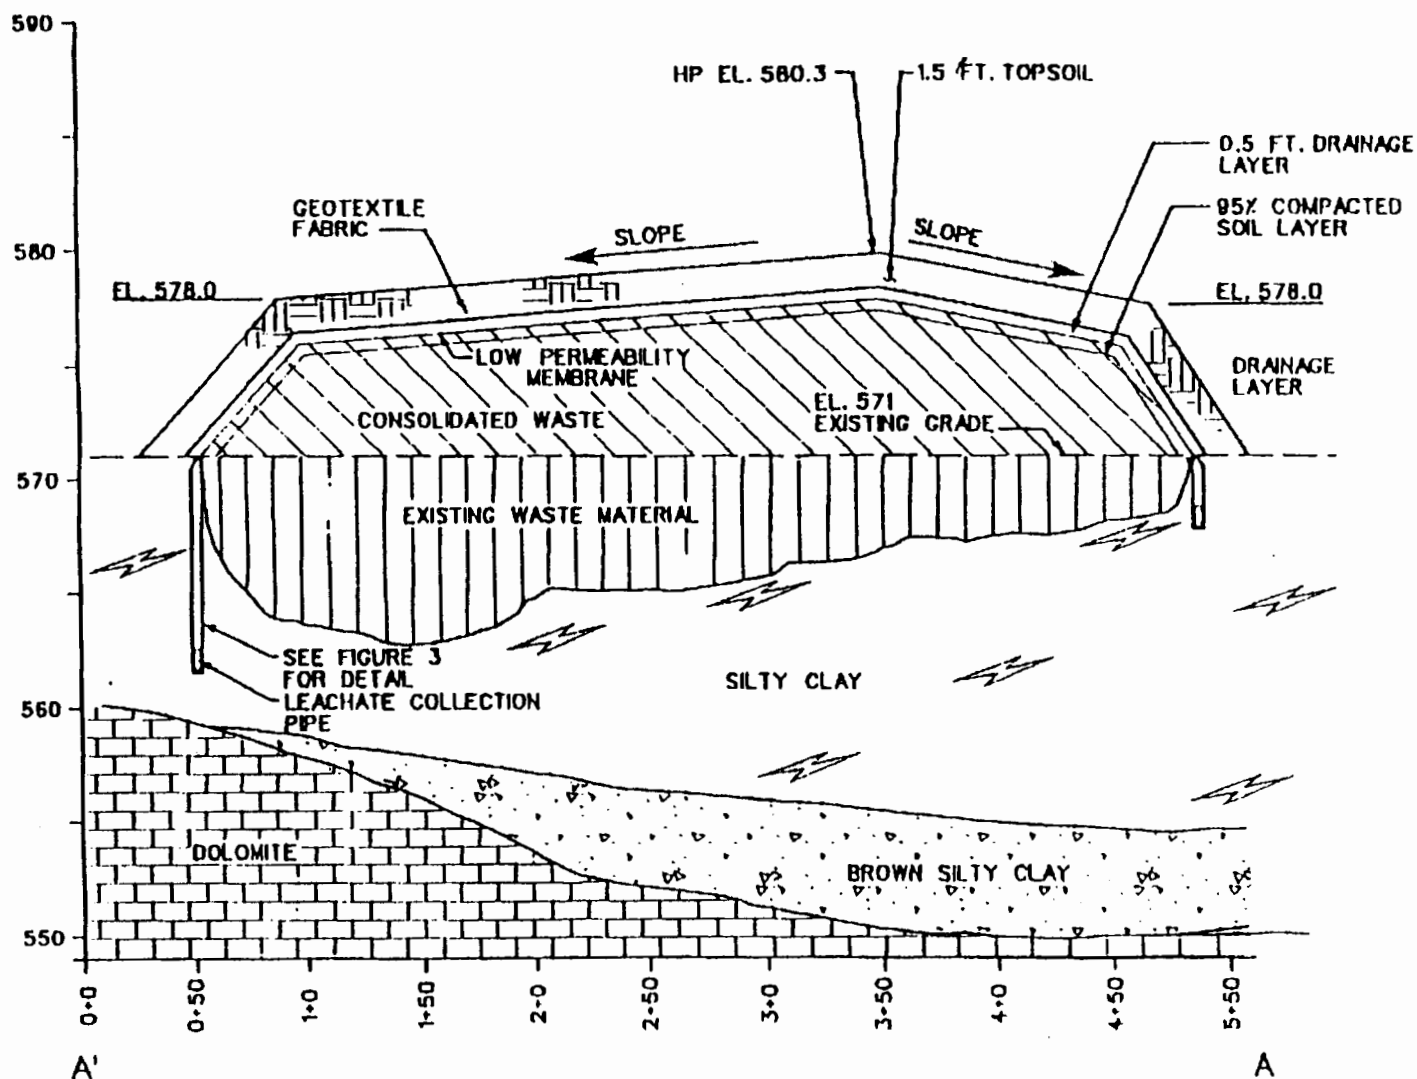 590
HP EL. 580.3
1.5 FT. TOPSOIL
0.5 FT. DRAINAGE
LAYER
95% COMPACTED
SOIL LAYER
GEOTEXTILE
FABRIC
SLOPE
SLOPE
580
EL. 578.0
EL. 578.0
LOW PERMEABILITY
MEMBRANE
DRAINAGE
LAYER
CONSOLIDATED WASTE
EL. 571
EXISTING GRADE
570
EXISTING WASTE MATERIAL
SEE FIGURE 3
FOR DETAIL
LEACHATE COLLECTION
PIPE
SILTY CLAY
560
DOLOMITE
BROWN SILTY CLAY
550
0+0
0+50
1+0
1+50
2+0
2+50
3+0
3+50
4+0
4+50
5+50
A'
A